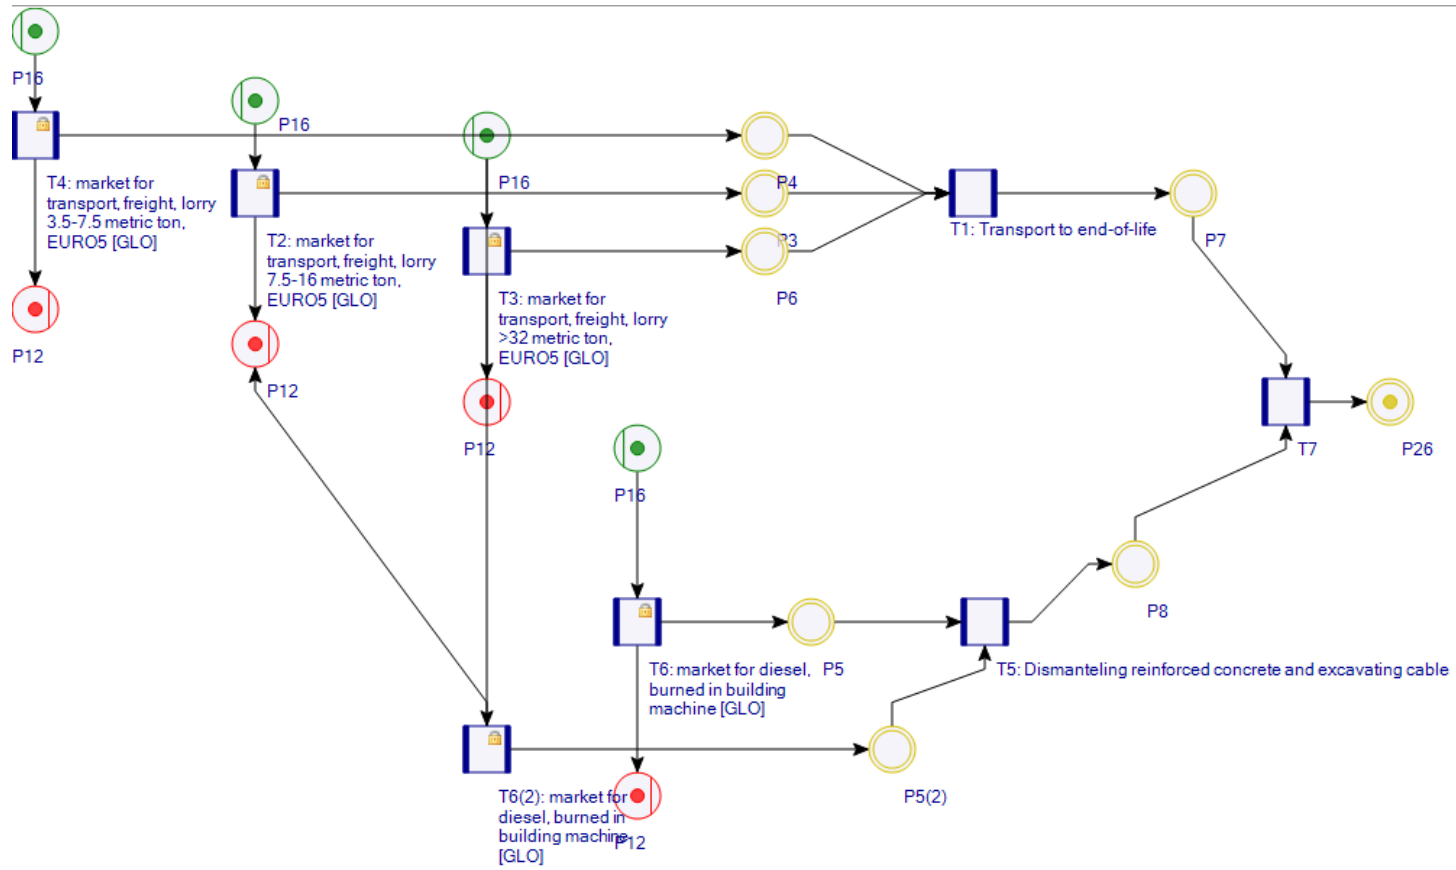 P16
P16
P16
T4: market for
transport, freight, lorry
3.5-7.5 metric ton,
EURO5 [GLO]
P4
T1: Transport to end-of-life
T2: market for
transport, freight, lorry
7.5-16 metric ton,
EURO5 [GLO]
P3
P7
T3: market for
transport, freight, lorry
>32 metric ton,
EURO5 [GLO]
P6
P12
P12
P12
T7
P26
P16
P8
T6: market for diesel,
burned in building
machine [GLO]
P5
T5: Dismanteling reinforced concrete and excavating cable
T6(2): market for
diesel, burned in
building machine
[GLO]
P12
P5(2)